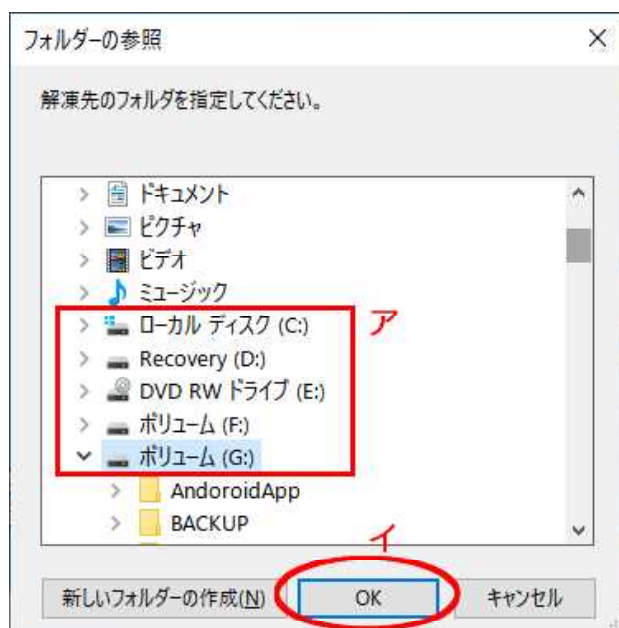 フォルダーの参照
解凍先のフォルダを指定してください。
ドキュメント
ピクチャ
ビデオ
ミュージック
ローカル ディスク (C:)
ア
Recovery (D:)
DVD RW ドライブ (E:)
ボリューム (F:)
ボリューム (G:)
AndoroidApp
BACKUP
イ
新しいフォルダーの作成(N)
OK
キャンセル